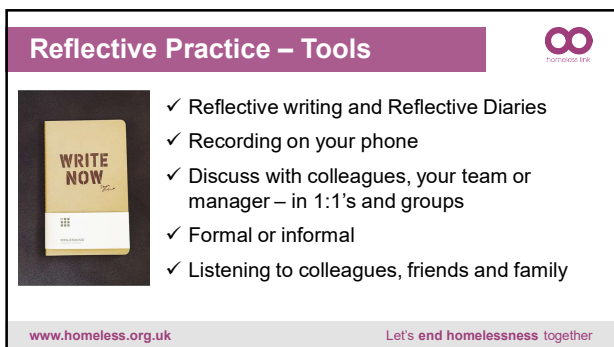 Reflective Practice – Tools
homeless link
WRITE
NOW
✓ Reflective writing and Reflective Diaries
✓ Recording on your phone
✓ Discuss with colleagues, your team or
manager – in 1:1's and groups
✓ Formal or informal
✓ Listening to colleagues, friends and family
www.homeless.org.uk
Let's end homelessness together